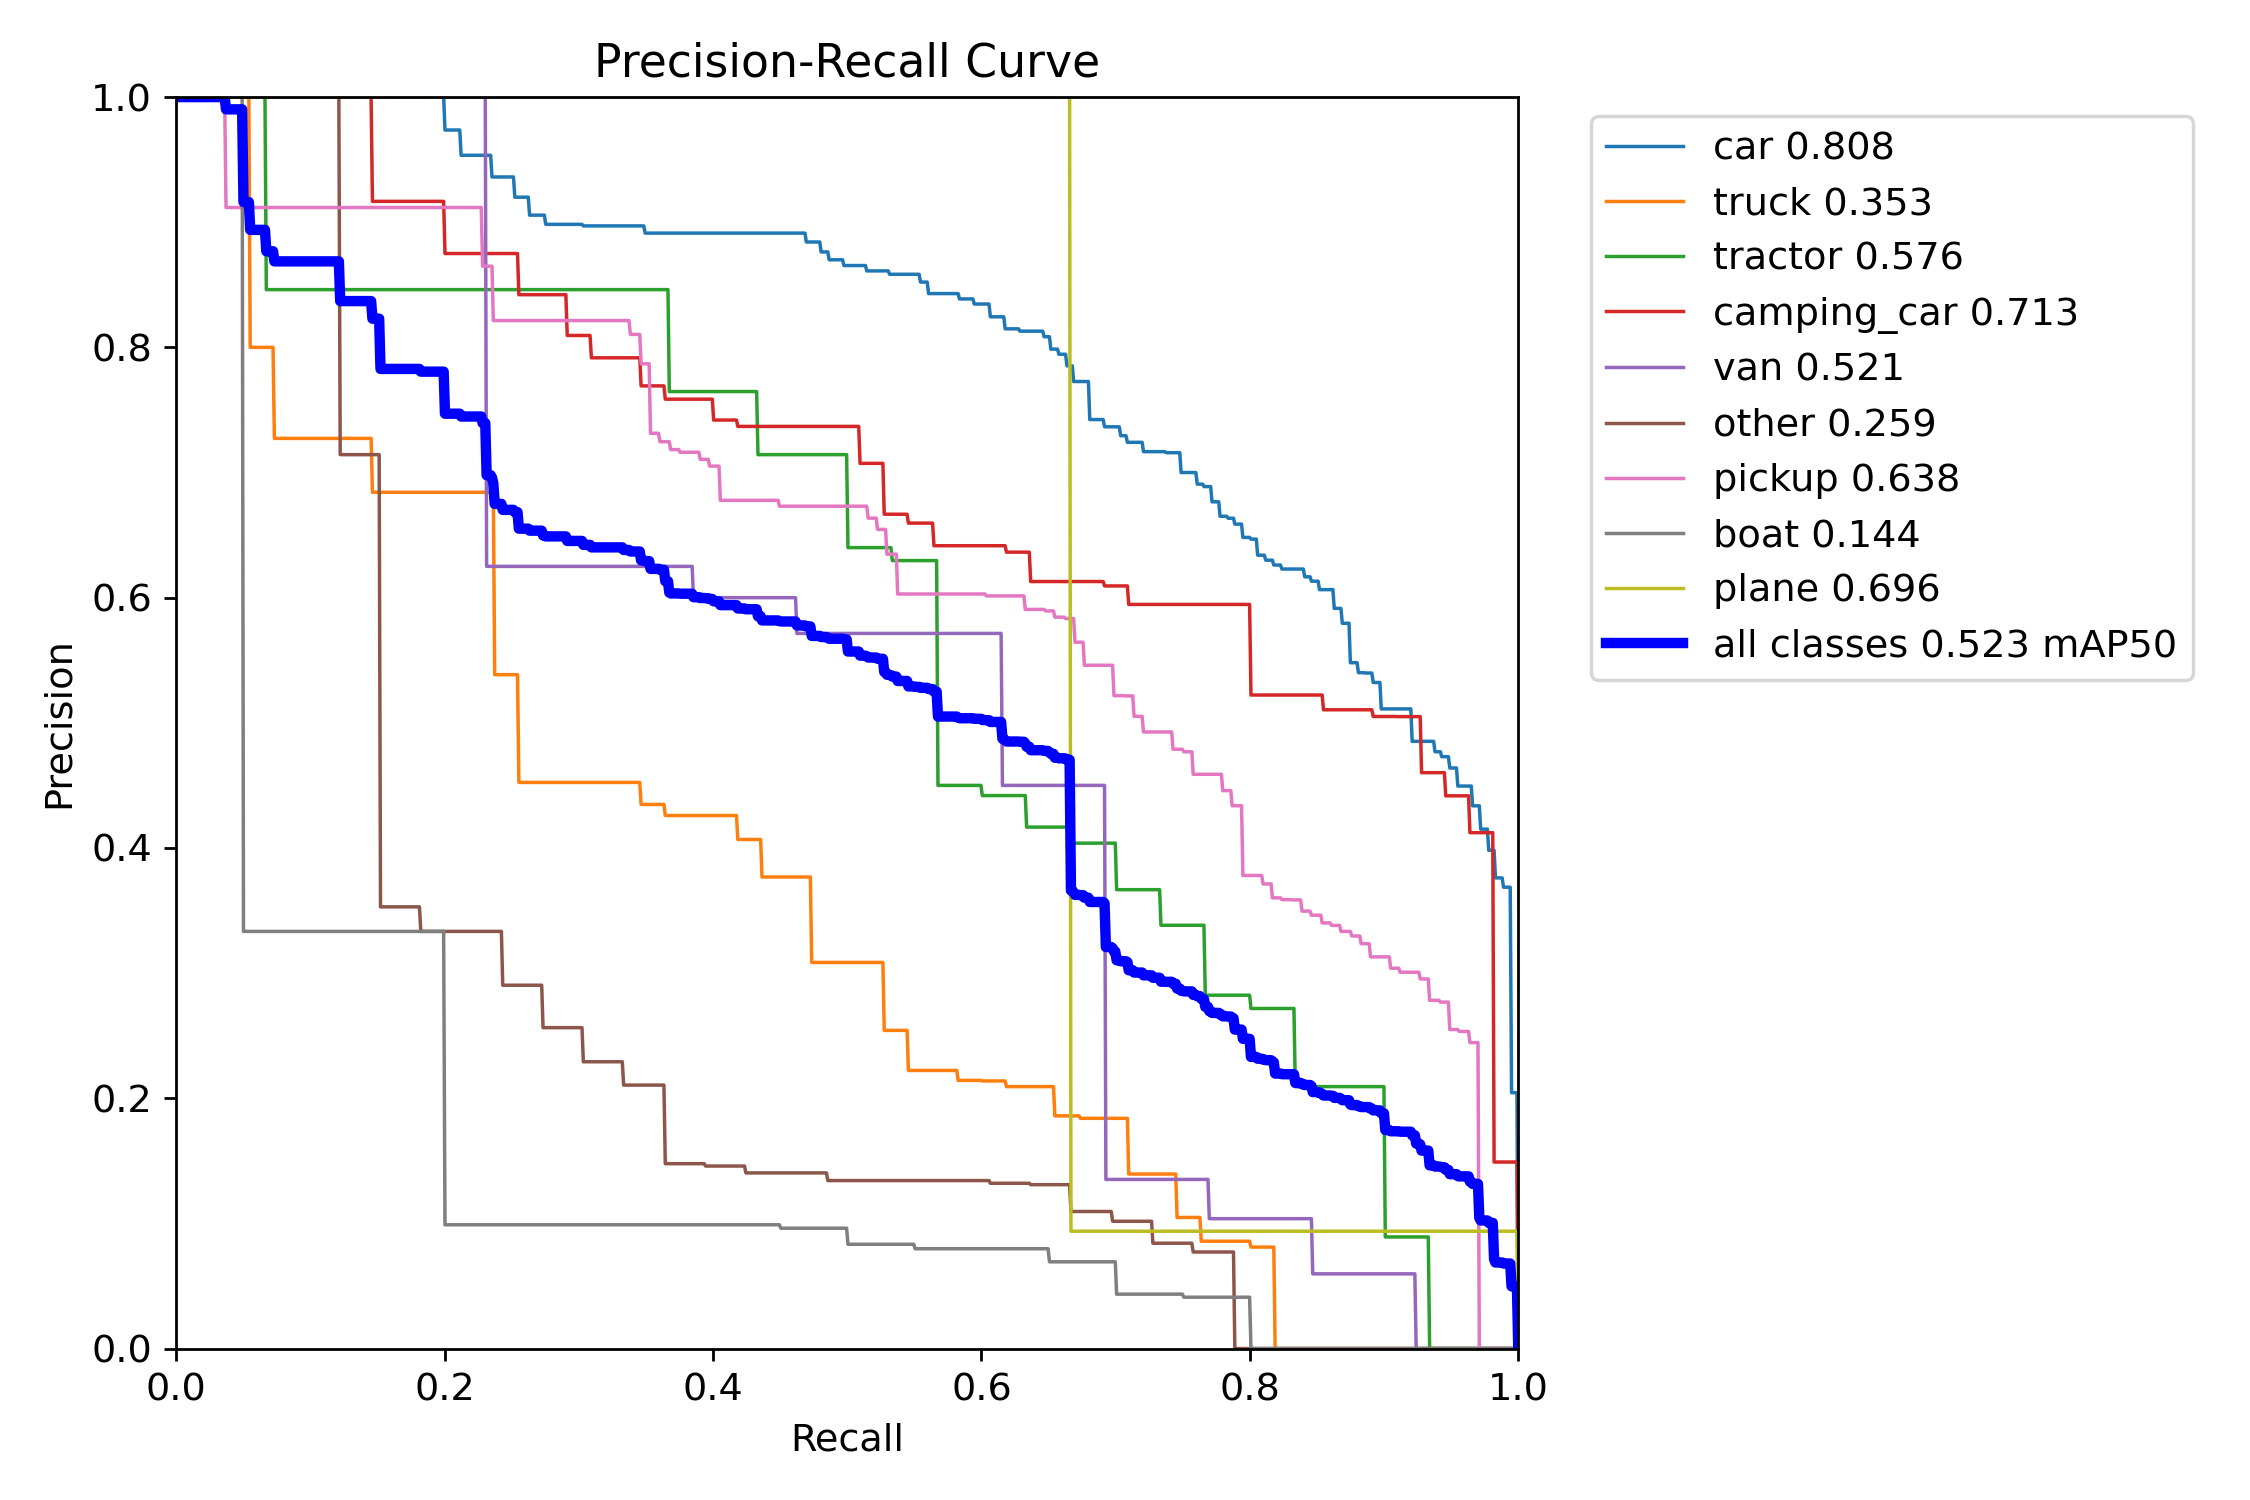 Precision-Recall Curve
1.0
0.8
0.6
0.4
0.2
0.0
Precision
0.0 0.2 0.4 0.6 0.8 1.0
Recall
car 0.808
truck 0.353
tractor 0.576
camping_car 0.713
van 0.521
other 0.259
pickup 0.638
boat 0.144
plane 0.696
all classes 0.523 mAP50